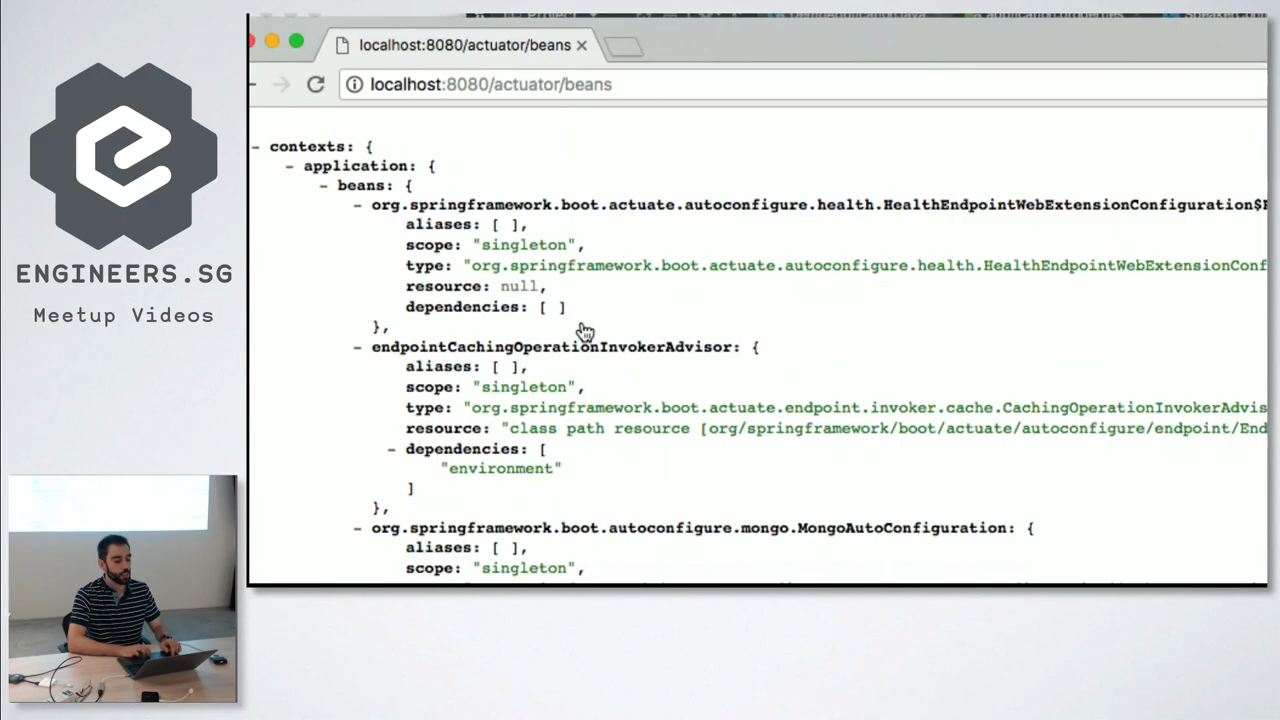 localhost:8080/actuator/beans
localhost:8080/actuator/beans
- contexts: {
- application: {
- beans: {
- org.springframework.boot.actuate.autoconfigure.health.HealthEndpointWebExtensionConfiguration$
aliases: [ ],
scope: "singleton",
type: "org.springframework.boot.actuate.autoconfigure.health.HealthEndpointWebExtensionConf
resource: null,
dependencies: [ ]
},
- endpointCachingOperationInvokerAdvisor: {
aliases: [ ],
scope: "singleton",
type: "org.springframework.boot.actuate.endpoint.invoker.cache.CachingOperationInvokerAdvis
resource: "class path resource [org/springframework/boot/actuate/autoconfigure/endpoint/End
- dependencies: [
"environment"
]
},
- org.springframework.boot.autoconfigure.mongo.MongoAutoConfiguration: {
aliases: [ ],
scope: "singleton",
ENGINEERS.SG
Meetup Videos